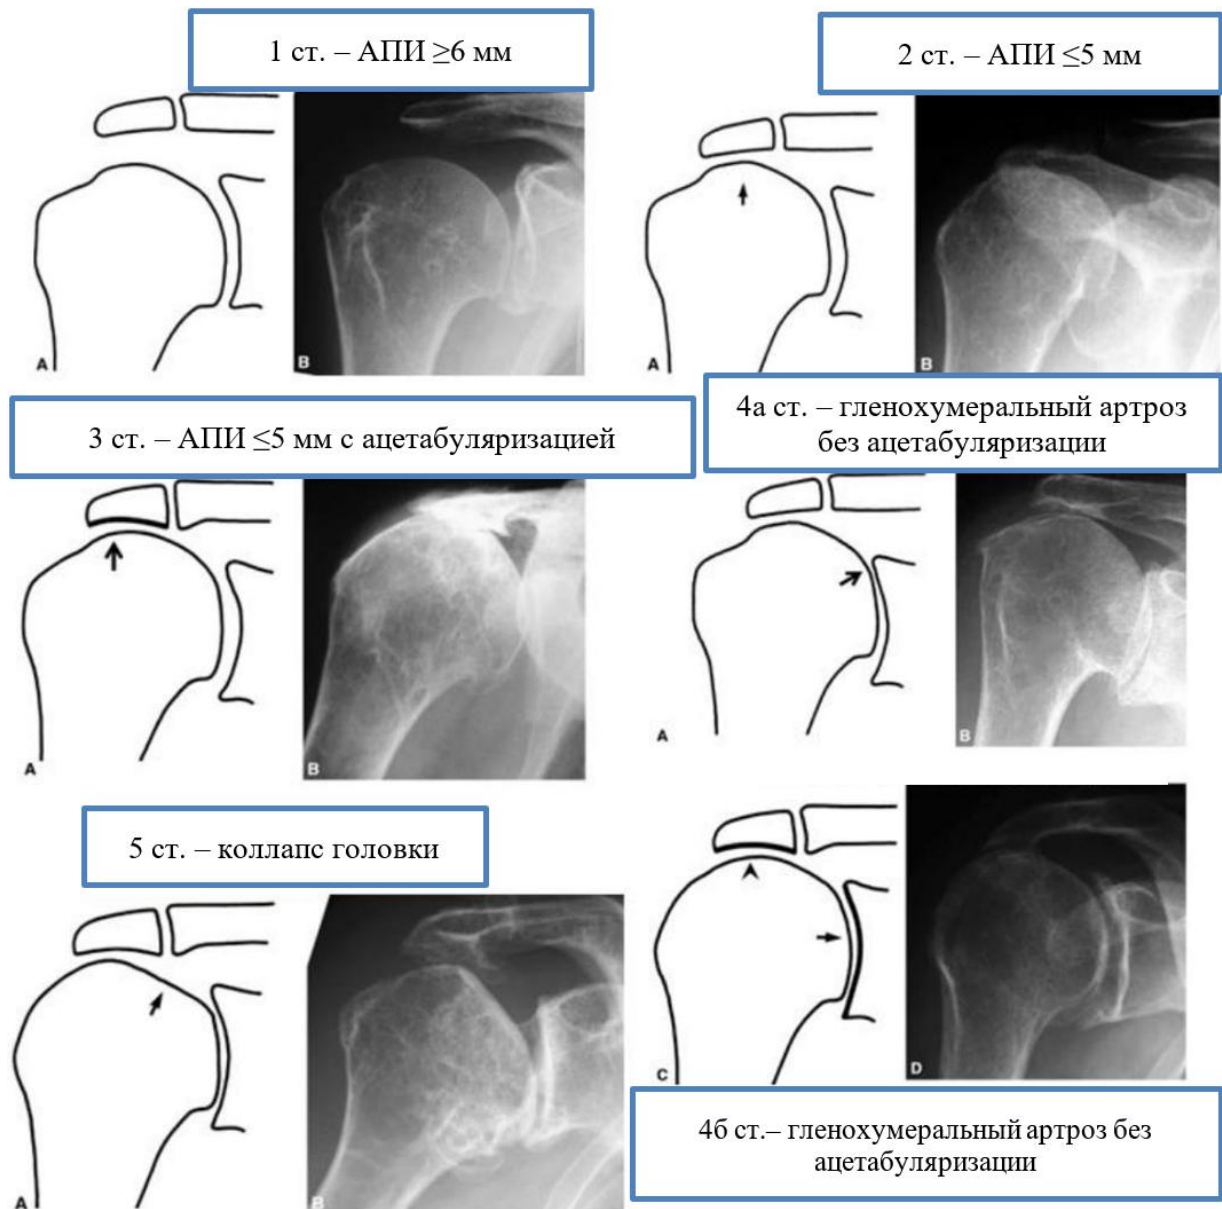 1 ст. – АПИ ≥6 мм
2 ст. – АПИ ≤5 мм
A
B
A
B
3 ст. – АПИ ≤5 мм с ацетабуляризацией
4а ст. – гленохумеральный артроз
без ацетабуляризации
A
B
A
B
5 ст. – коллапс головки
A
B
C
D
4б ст.– гленохумеральный артроз без
ацетабуляризации